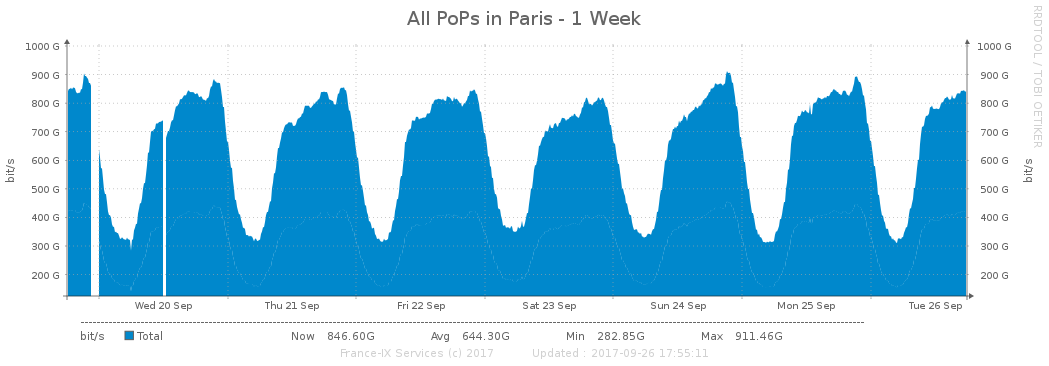 All PoPs in Paris - 1 Week
RRDTOOL / TOBI OETIKER
1000 G 1000 G
900 G 900 G
800 G 800 G
700 G 700 G
600 G 600 G
500 G 500 G
400 G 400 G
300 G 300 G
200 G 200 G
bit/s bit/s
Wed 20 Sep Thu 21 Sep Fri 22 Sep Sat 23 Sep Sun 24 Sep Mon 25 Sep Tue 26 Sep
bit/s Total Now 846.60G Avg 644.30G Min 282.85G Max 911.46G
France-IX Services (c) 2017 Updated : 2017-09-26 17:55:11